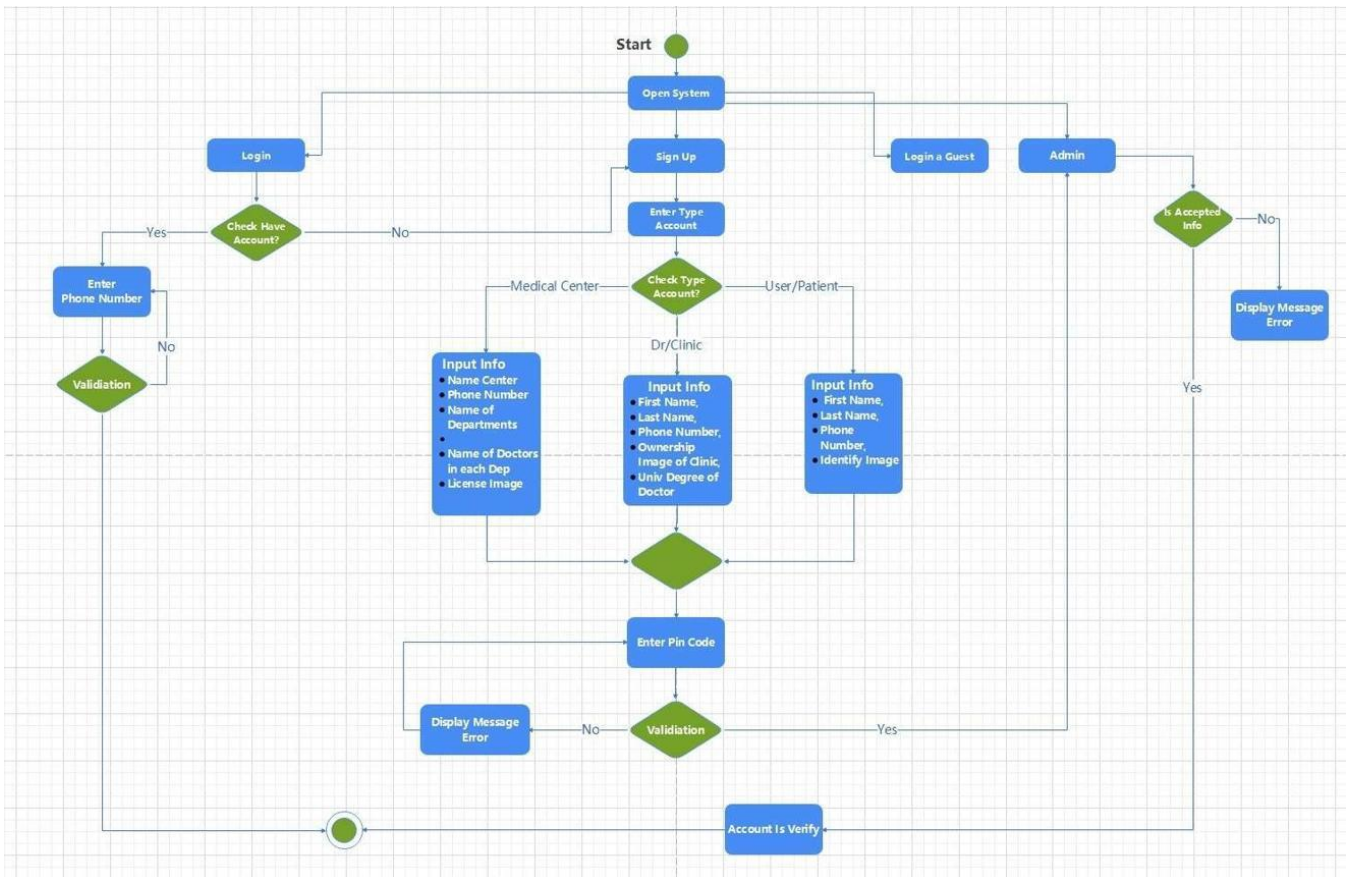 Start
Open System
Login
Sign Up
Login a Guest
Admin
Enter Type
Account
Is Accepted
Info
No
Check Have
Account?
Yes
No
Enter
Phone Number
Check Type
Account?
Medical Center
User/Patient
Dr/Clinic
Display Message
Error
No
Validiation
Yes
Input Info
Name Center
Phone Number
Name of
Departments
Name of Doctors
in each Dep
License Image
Input Info
First Name,
Last Name,
Phone Number,
Ownership
Image of Clinic,
Univ Degree of
Doctor
Input Info
First Name,
Last Name,
Phone
Number,
Identify Image
Enter Pin Code
Display Message
Error
No
Validiation
Yes
Account Is Verify